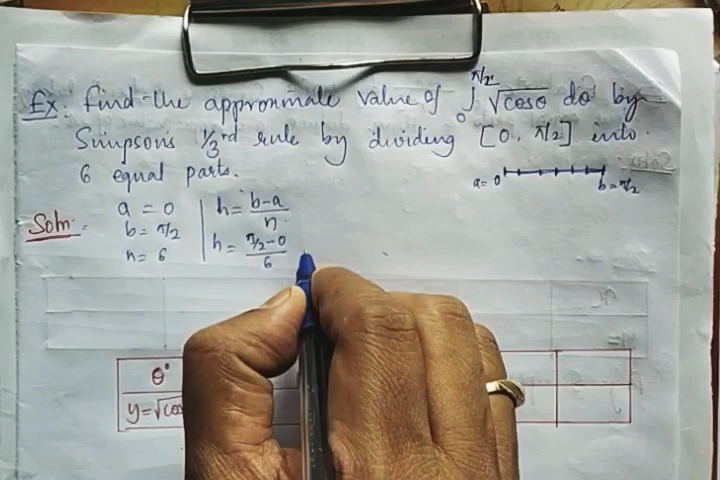 Ex: Find the approximate value of ∫₀^π/2 √cosθ dθ by
Simpson's 1/3rd rule by dividing [0, π/2] into
6 equal parts.
a=0 b=π/2
Soln:
a = 0
b = π/2
n = 6
h = b-a/n
h = π/2-0/6
θ°
y=√cos